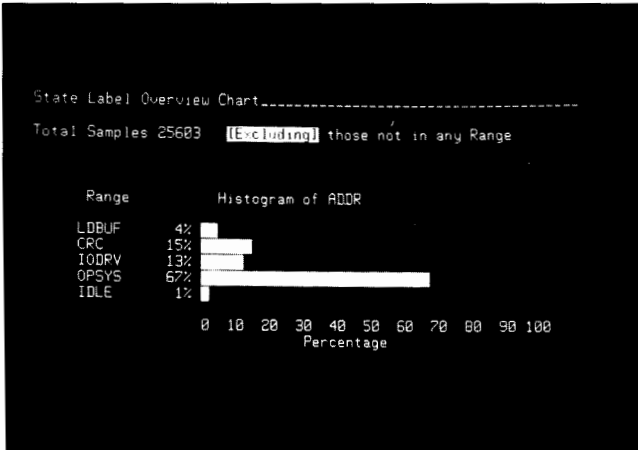 State Label Overview Chart
Total Samples 25603 [Excluding] those not in any Range
Range Histogram of ADDR
LDBUF 4%
CRC 15%
IODRV 13%
OPSYS 67%
IDLE 1%
0 10 20 30 40 50 60 70 80 90 100
Percentage